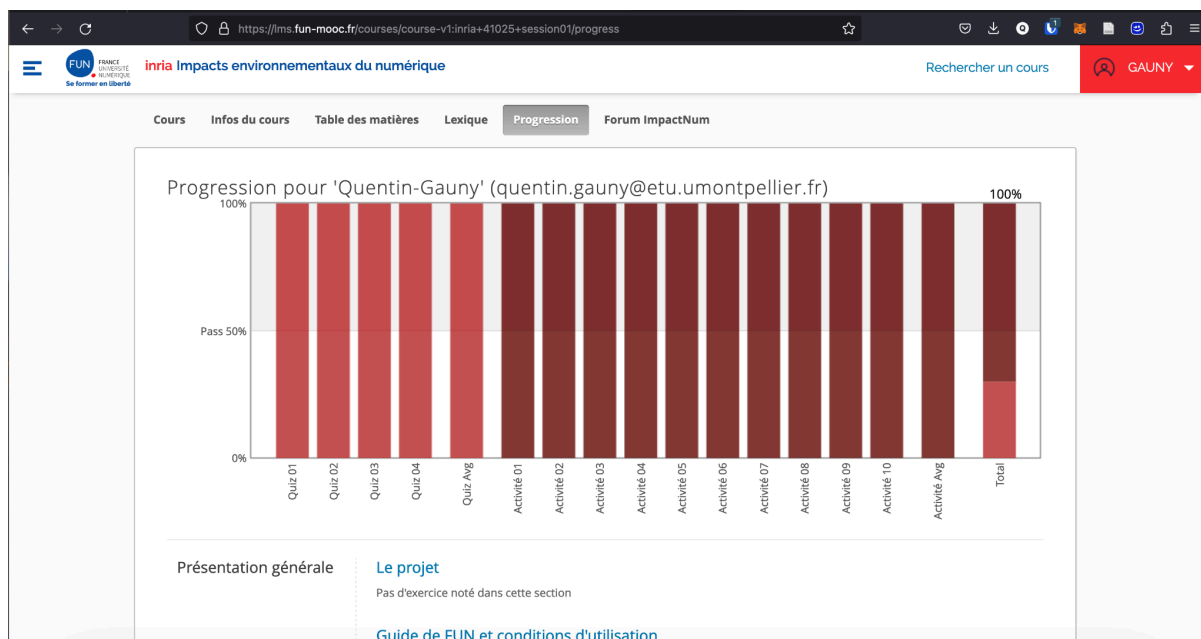 https://lms.fun-mooc.fr/courses/course-v1:inria+41025+session01/progress
1
FUN FRANCE UNIVERSITÉ NUMÉRIQUE
Se former en liberté
inria Impacts environnementaux du numérique
Rechercher un cours
GAUNY
Cours Infos du cours Table des matières Lexique Progression Forum ImpactNum
Progression pour 'Quentin-Gauny' (quentin.gauny@etu.umontpellier.fr)
100%
100%
Pass 50%
0%
Quiz 01
Quiz 02
Quiz 03
Quiz 04
Quiz Avg
Activité 01
Activité 02
Activité 03
Activité 04
Activité 05
Activité 06
Activité 07
Activité 08
Activité 09
Activité 10
Activité Avg
Total
Présentation générale
Le projet
Pas d'exercice noté dans cette section
Guide de FUN et conditions d'utilisation